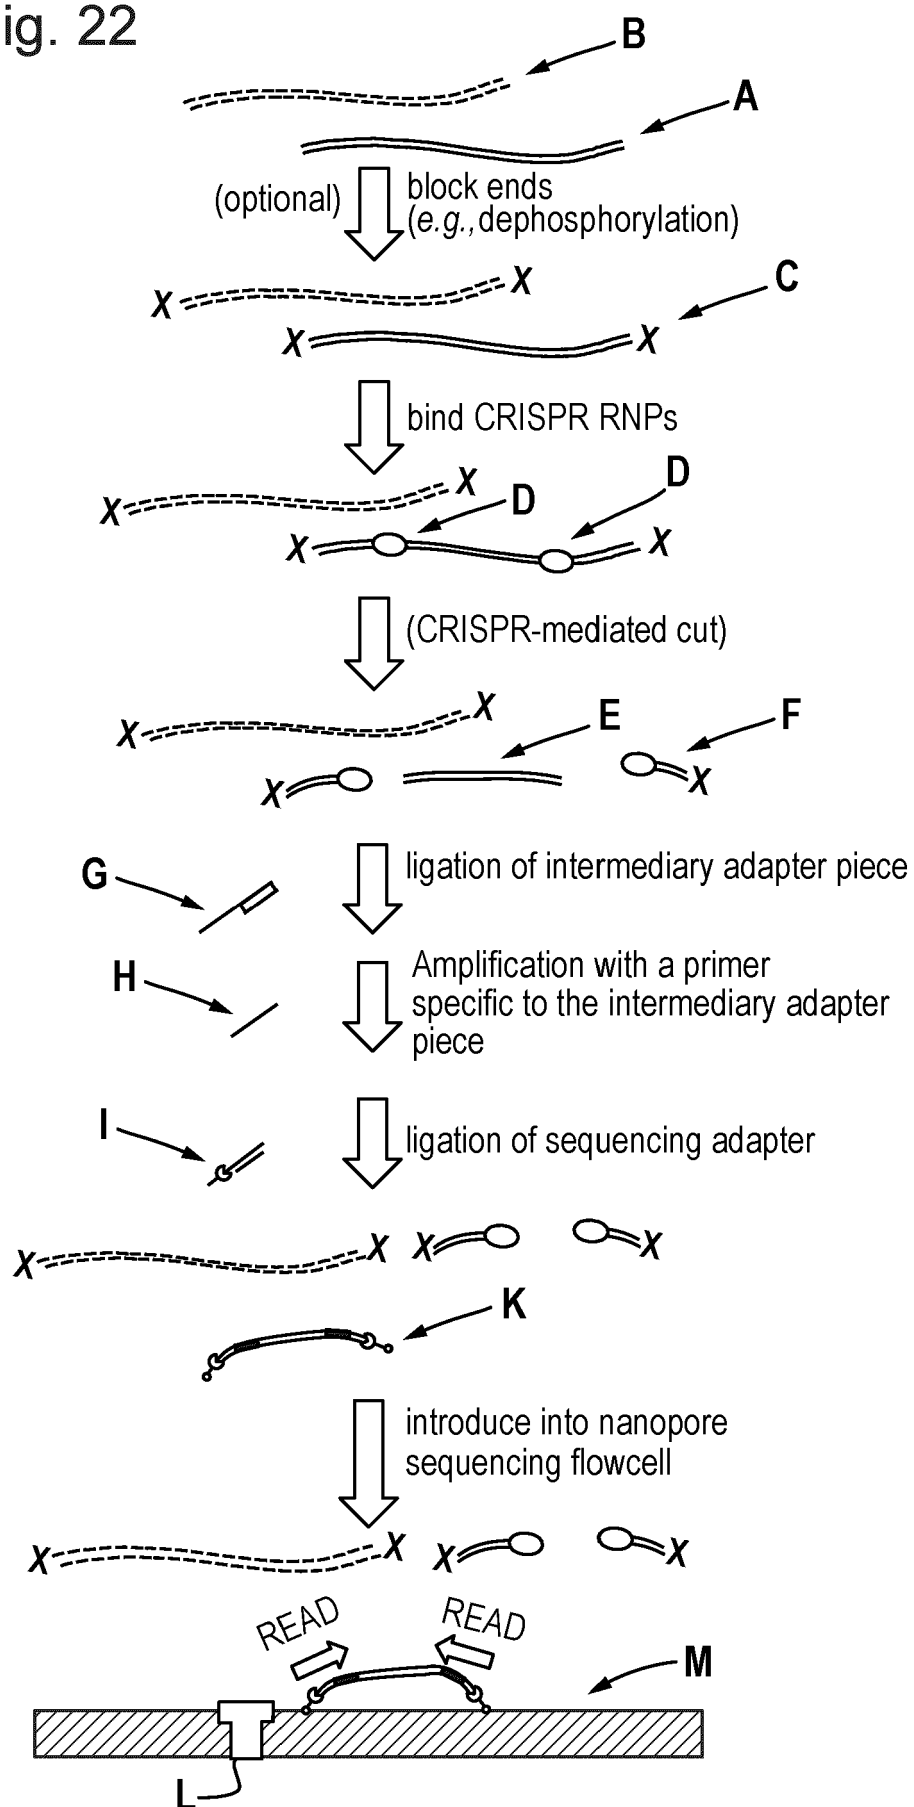 ig. 22
B
A
(optional)
block ends
(e.g., dephosphorylation)
X
X
C
X
X
bind CRISPR RNPs
X
X
D
D
X
X
(CRISPR-mediated cut)
X
X
E
F
X
X
G
ligation of intermediary adapter piece
H
Amplification with a primer
specific to the intermediary adapter
piece
I
ligation of sequencing adapter
X
X
X
X
K
introduce into nanopore
sequencing flowcell
X
X
X
X
READ
READ
M
L